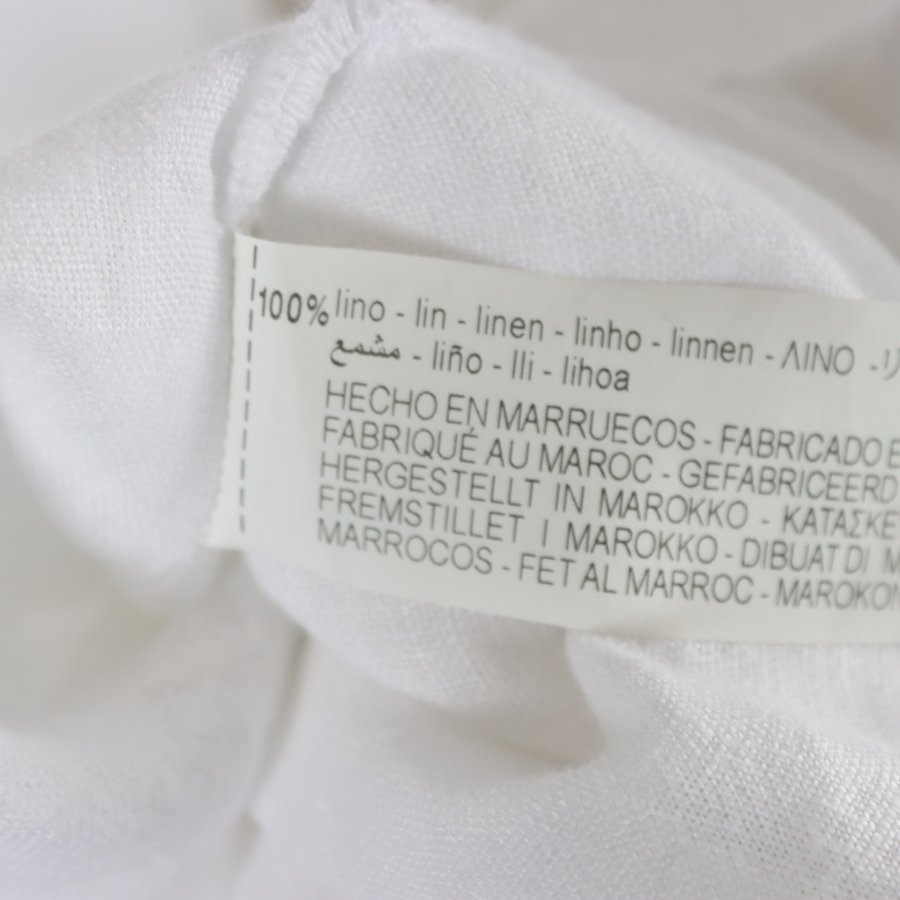 100% lino - lin - linen - linho - linnen - ΛΙΝΟ -
مشمع - liño - lli - lihoa
HECHO EN MARRUECOS - FABRICADO E
FABRIQUÉ AU MAROC - GEFABRICEERD
HERGESTELLT IN MAROKKO - ΚΑΤΑΣΚΕ
FREMSTILLET I MAROKKO - DIBUAT DI M
MARROCOS - FET AL MARROC - MAROKON